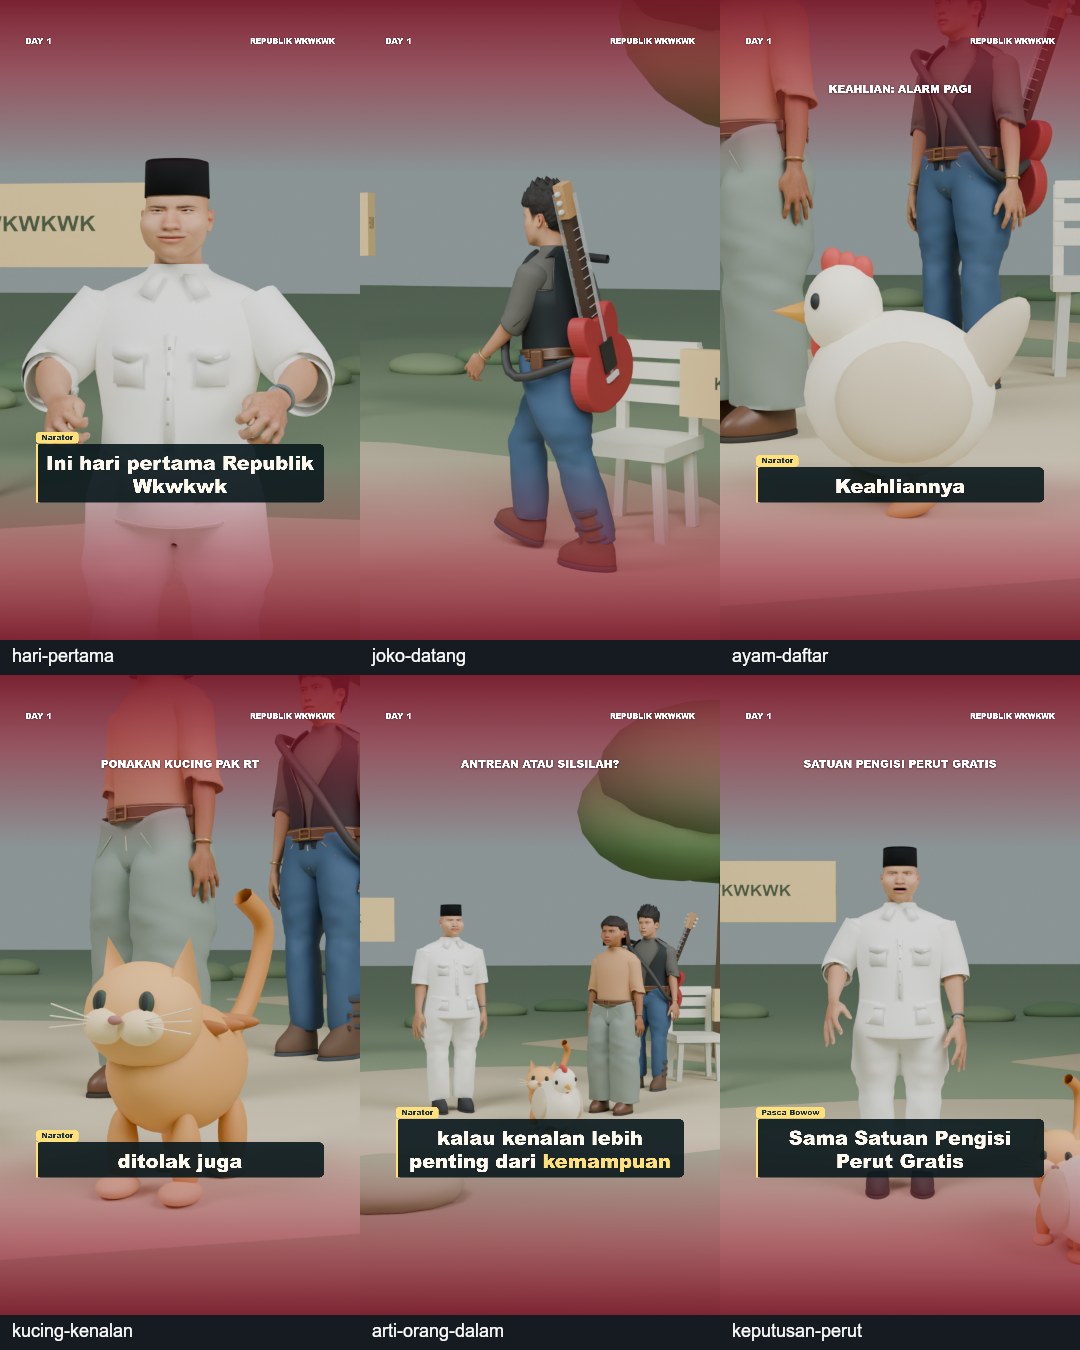 DAY 1
REPUBLIK WKWKWK
KWKWK
Narator
Ini hari pertama Republik
Wkwkwk
hari-pertama
DAY 1
REPUBLIK WKWKWK
joko-datang
DAY 1
REPUBLIK WKWKWK
KEAHLIAN: ALARM PAGI
Narator
Keahliannya
ayam-daftar
DAY 1
REPUBLIK WKWKWK
PONAKAN KUCING PAK RT
Narator
ditolak juga
kucing-kenalan
DAY 1
REPUBLIK WKWKWK
ANTREAN ATAU SILSILAH?
Narator
kalau kenalan lebih
penting dari kemampuan
arti-orang-dalam
DAY 1
REPUBLIK WKWKWK
SATUAN PENGISI PERUT GRATIS
KWKWK
Pasca Bowow
Sama Satuan Pengisi
Perut Gratis
keputusan-perut